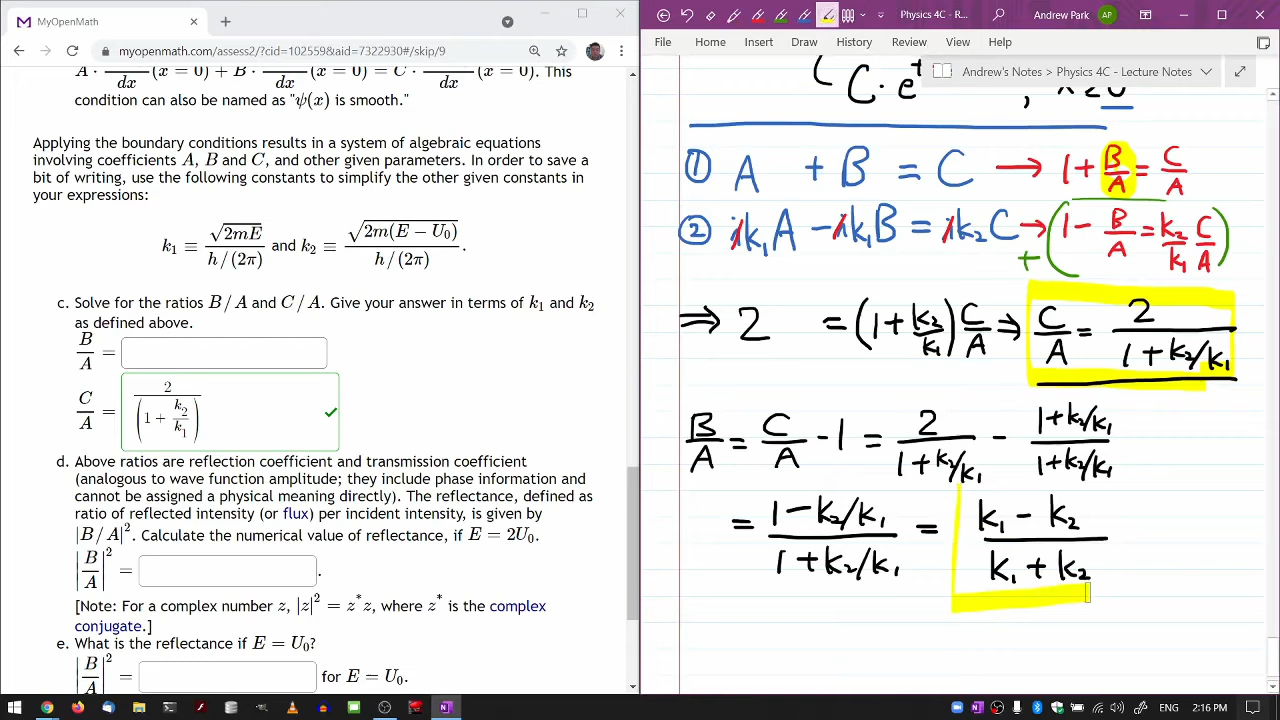 MyOpenMath
myopenmath.com/assess2/?cid=102559&aid=7322930#/skip/9
A · dx (x = 0) + B · dx (x = 0) = C · dx (x = 0). This
condition can also be named as "ψ(x) is smooth."
Applying the boundary conditions results in a system of algebraic equations
involving coefficients A, B and C, and other given parameters. In order to save a
bit of writing, use the following constants to simplify the other given constants in
your expressions:
k₁ ≡ √2mE / h/(2π) and k₂ ≡ √2m(E − U₀) / h/(2π).
c. Solve for the ratios B/A and C/A. Give your answer in terms of k₁ and k₂
as defined above.
B/A =
C/A = 2/(1 + k₂/k₁)
d. Above ratios are reflection coefficient and transmission coefficient
(analogous to wave function amplitude; they include phase information and
cannot be assigned a physical meaning directly). The reflectance, defined as
ratio of reflected intensity (or flux) per incident intensity, is given by
|B/A|². Calculate the numerical value of reflectance, if E = 2U₀.
|B/A|² = .
[Note: For a complex number z, |z|² = z*z, where z* is the complex
conjugate.]
e. What is the reflectance if E = U₀?
|B/A|² = for E = U₀.
Physics 4C - R...
Andrew Park
AP
File Home Insert Draw History Review View Help
Andrew's Notes > Physics 4C - Lecture Notes
C · e
① A + B = C → 1 + B/A = C/A
② ik₁A − ik₁B = ik₂C → (1 − B/A = k₂/k₁ C/A)
+
⇒ 2 = (1 + k₂/k₁) C/A ⇒ C/A = 2/(1 + k₂/k₁)
B/A = C/A − 1 = 2/(1 + k₂/k₁) − (1 + k₂/k₁)/(1 + k₂/k₁)
= (1 − k₂/k₁)/(1 + k₂/k₁) = (k₁ − k₂)/(k₁ + k₂)
ENG 2:16 PM